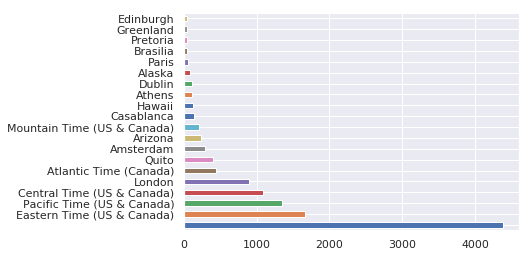 Edinburgh
Greenland
Pretoria
Brasilia
Paris
Alaska
Dublin
Athens
Hawaii
Casablanca
Mountain Time (US & Canada)
Arizona
Amsterdam
Quito
Atlantic Time (Canada)
London
Central Time (US & Canada)
Pacific Time (US & Canada)
Eastern Time (US & Canada)
0 1000 2000 3000 4000